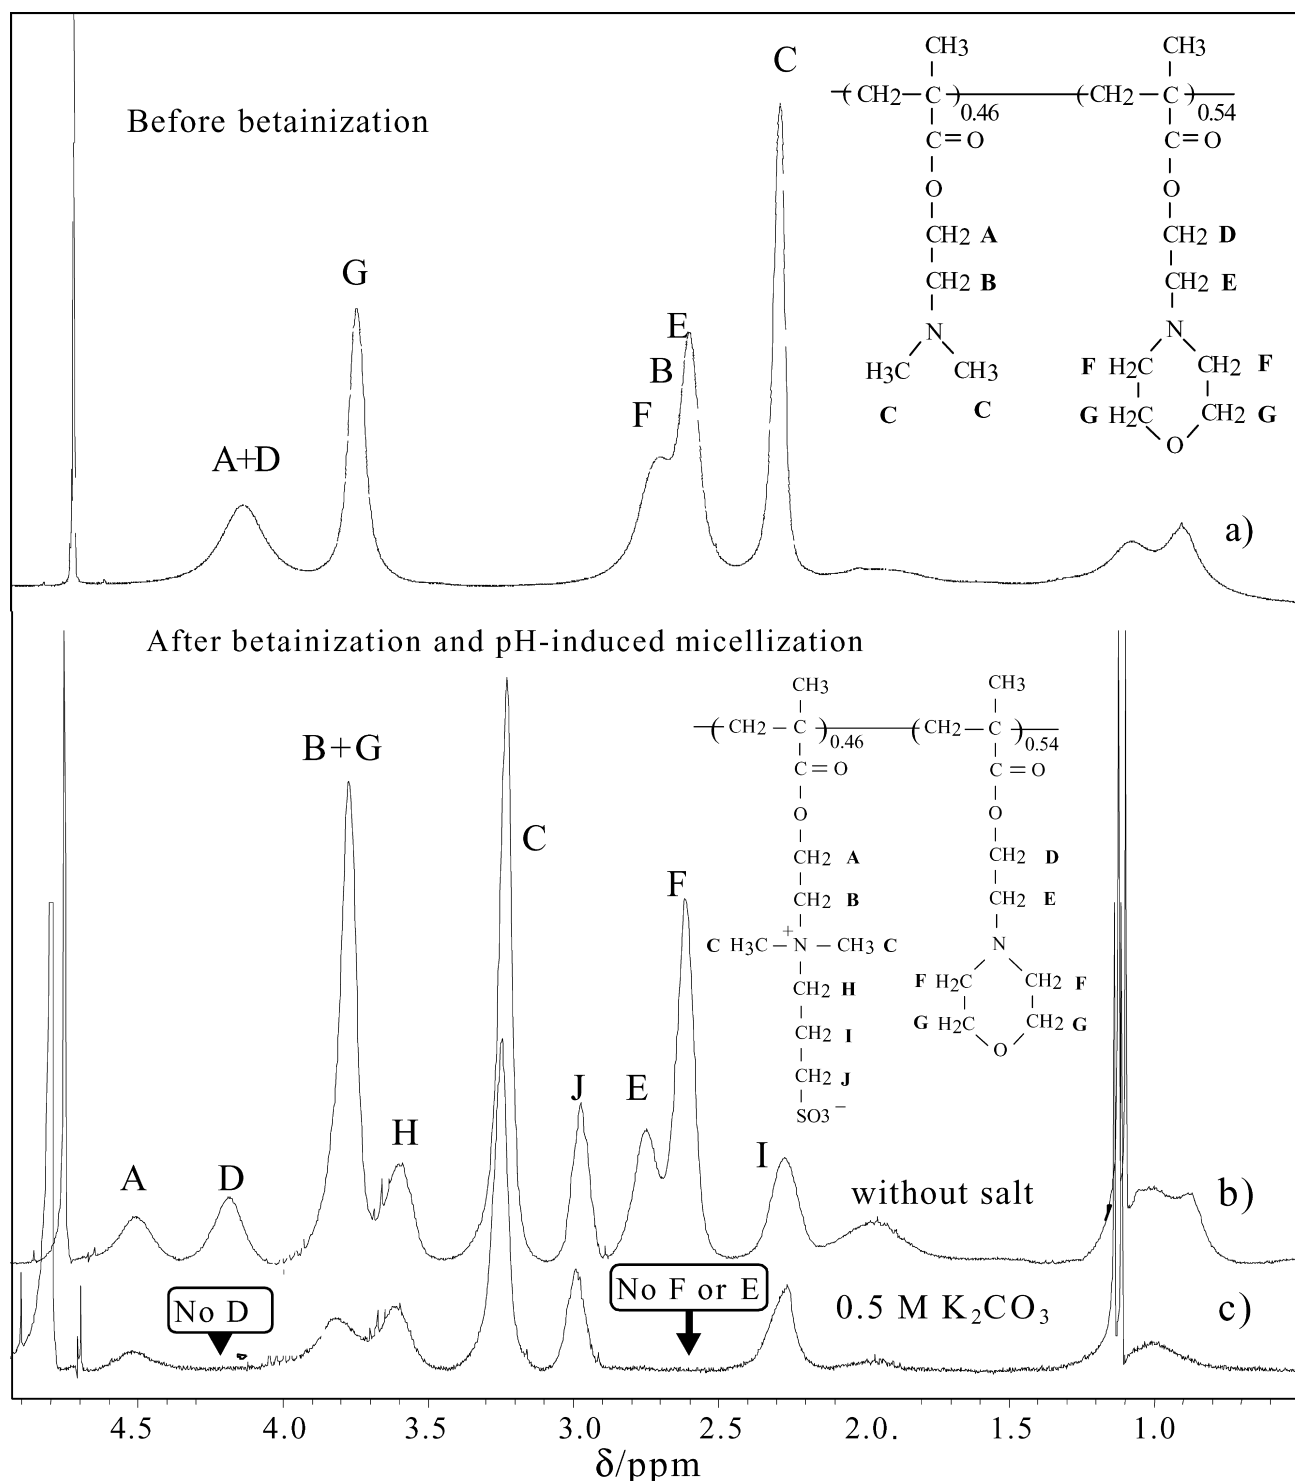 Before betainization
A+D
G
F
B
E
C
CH3
CH3
(CH2 – C)0.46 (CH2 – C)0.54
C=O C=O
O O
CH2 A CH2 D
CH2 B CH2 E
N N
H3C CH3 F H2C CH2 F
C C G H2C CH2 G
O
a)
After betainization and pH-induced micellization
B+G
C
F
CH3 CH3
(CH2 – C)0.46 (CH2 – C)0.54
C=O C=O
O O
CH2 A CH2 D
CH2 B CH2 E
C H3C – N+ – CH3 C N
CH2 H F H2C CH2 F
CH2 I G H2C CH2 G
CH2 J O
SO3−
A
D
H
J
E
I
without salt
b)
No D
No F or E
0.5 M K2CO3
c)
4.5 4.0 3.5 3.0 2.5 2.0. 1.5 1.0
δ/ppm